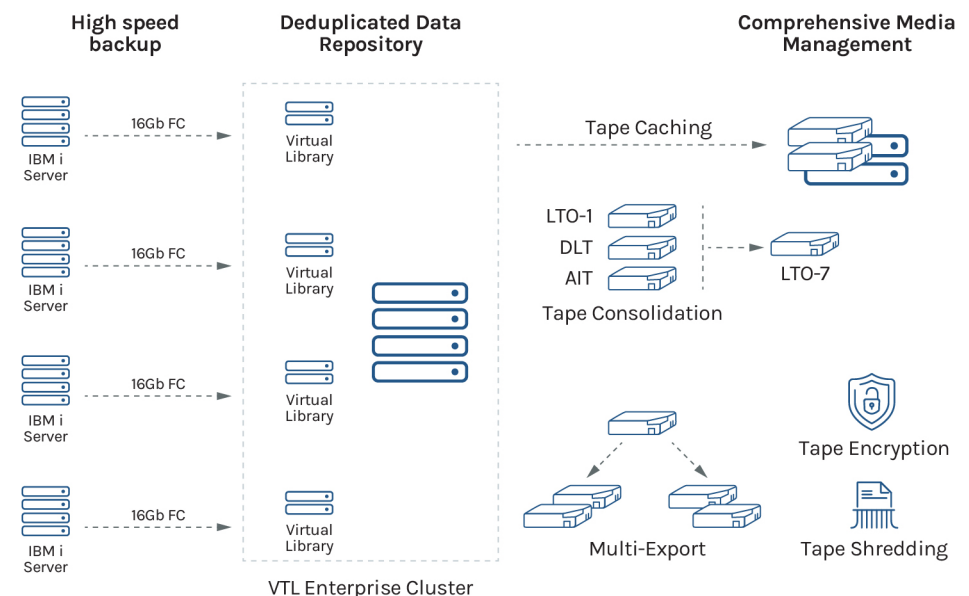 High speed
backup
Deduplicated Data
Repository
Comprehensive Media
Management
IBM i
Server
16Gb FC
Virtual
Library
Tape Caching
LTO-1
DLT
AIT
Tape Consolidation
LTO-7
IBM i
Server
16Gb FC
Virtual
Library
IBM i
Server
16Gb FC
Virtual
Library
Tape Encryption
IBM i
Server
16Gb FC
Virtual
Library
Multi-Export
Tape Shredding
VTL Enterprise Cluster